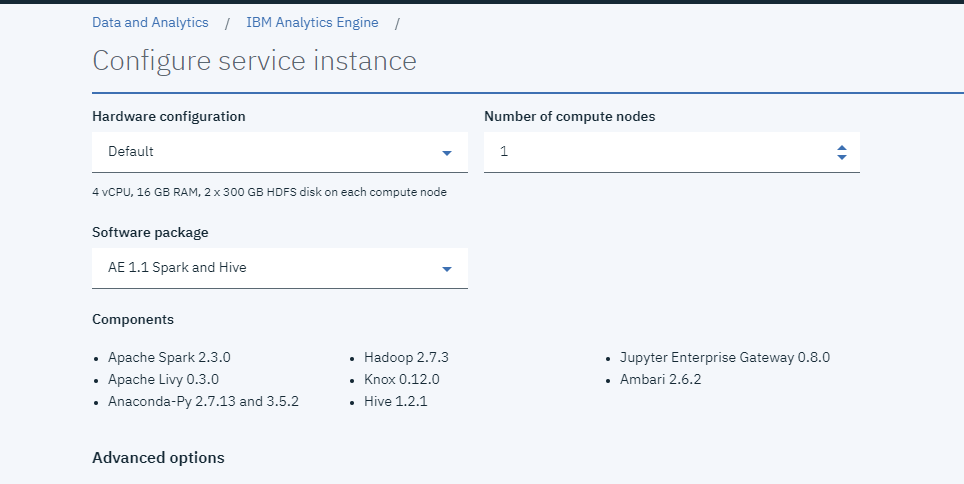 Data and Analytics / IBM Analytics Engine /
Configure service instance
Hardware configuration
Number of compute nodes
Default
1
4 vCPU, 16 GB RAM, 2 x 300 GB HDFS disk on each compute node
Software package
AE 1.1 Spark and Hive
Components
Apache Spark 2.3.0
Apache Livy 0.3.0
Anaconda-Py 2.7.13 and 3.5.2
Hadoop 2.7.3
Knox 0.12.0
Hive 1.2.1
Jupyter Enterprise Gateway 0.8.0
Ambari 2.6.2
Advanced options